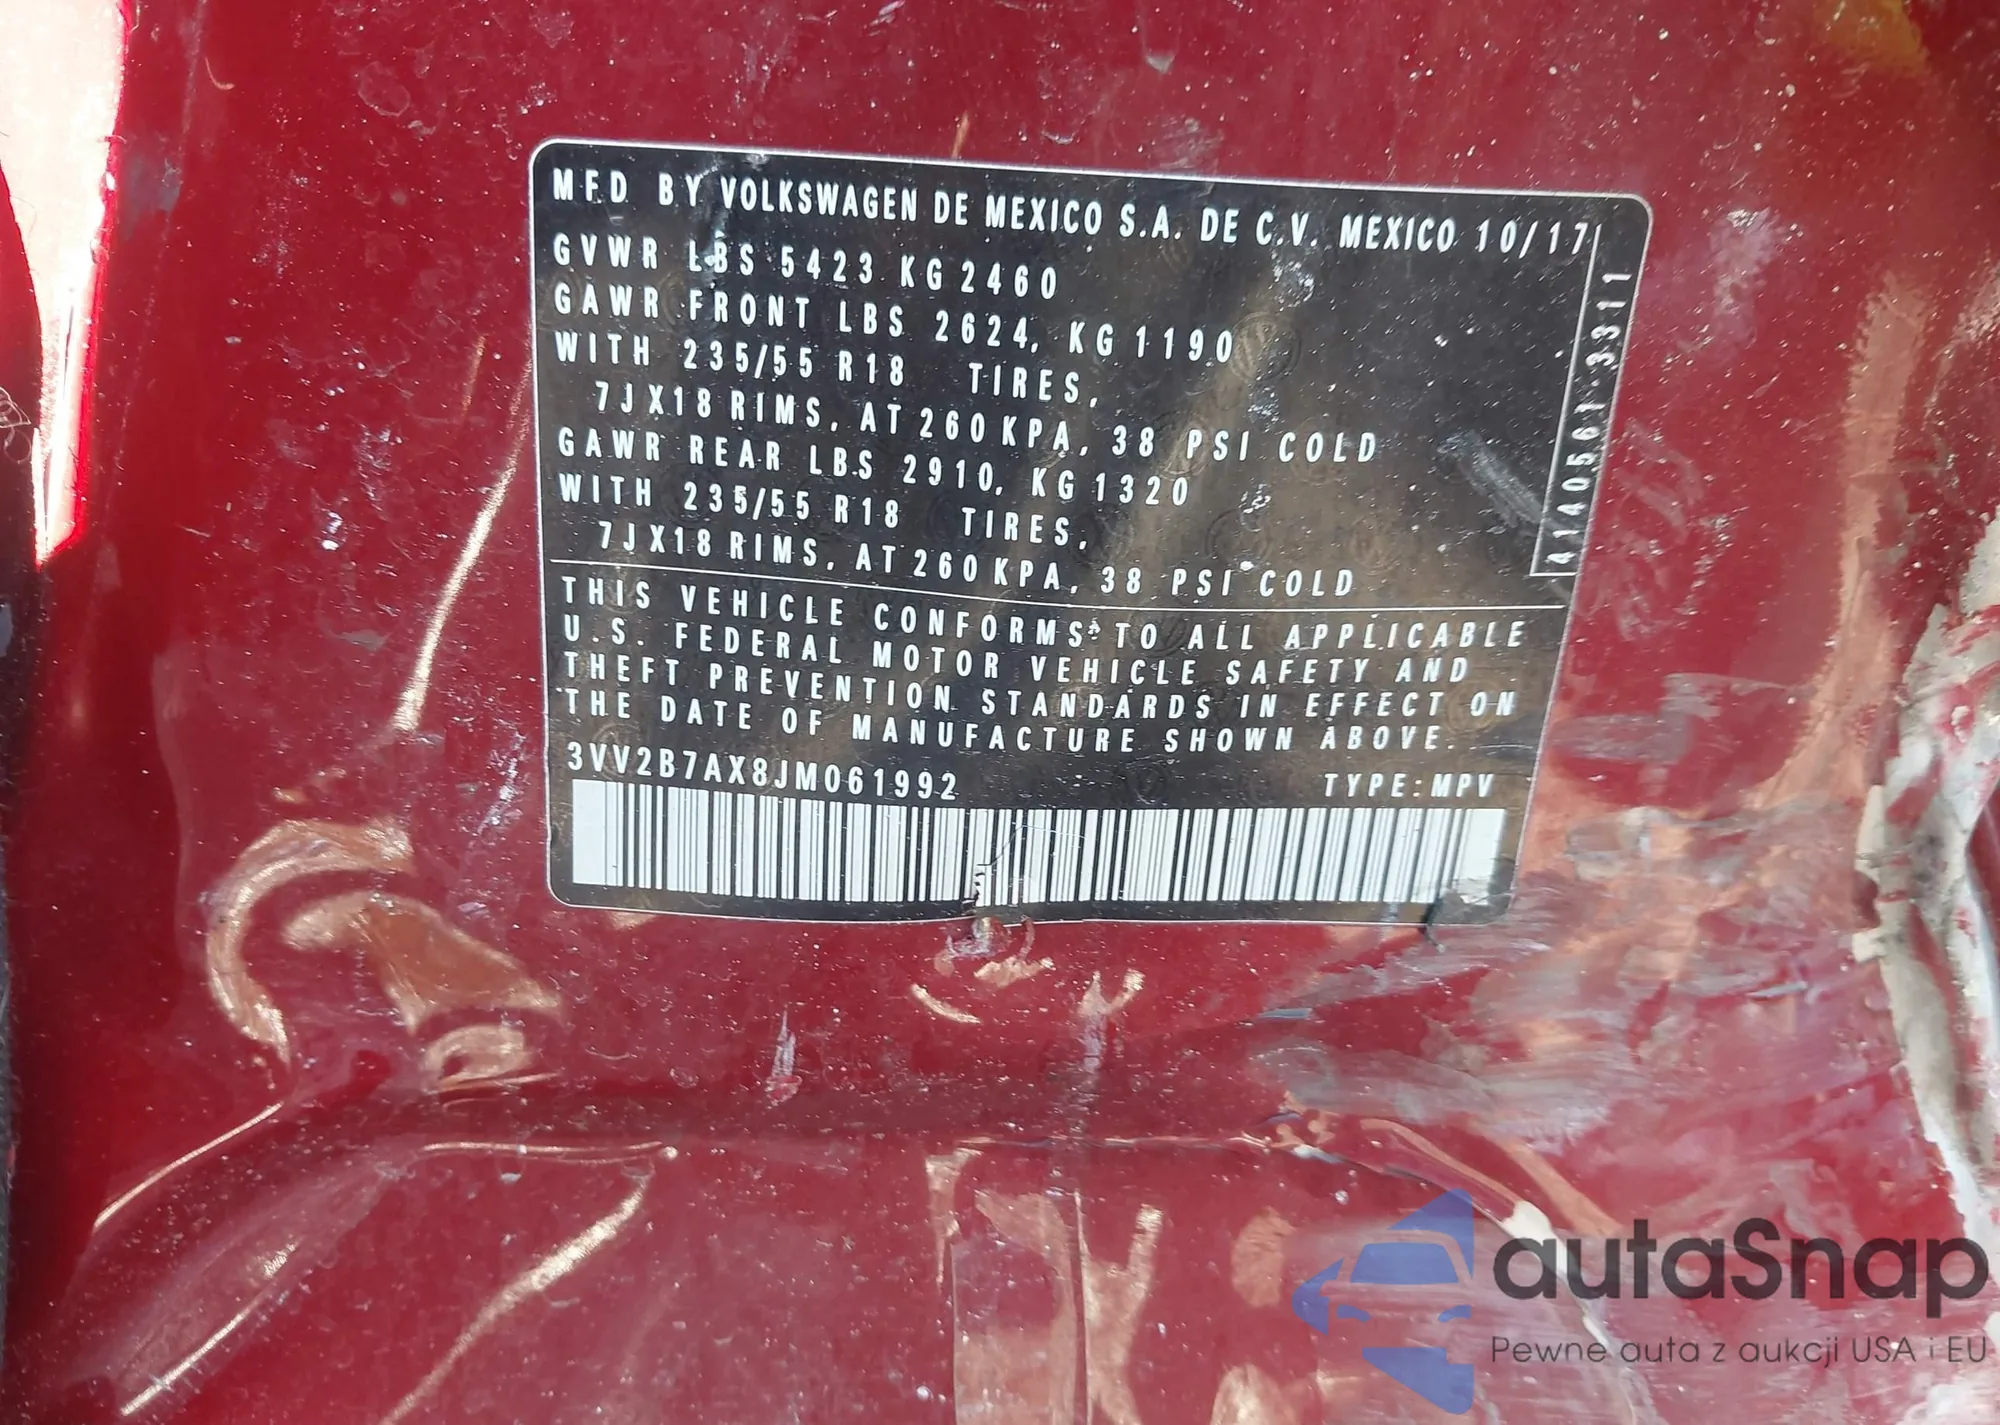 MFD BY VOLKSWAGEN DE MEXICO S.A. DE C.V. MEXICO 10/17
GVWR LBS 5423 KG 2460
GAWR FRONT LBS 2624, KG 1190
WITH 235/55 R18 TIRES,
7JX18 RIMS, AT 260 KPA, 38 PSI COLD
GAWR REAR LBS 2910, KG 1320
WITH 235/55 R18 TIRES,
7JX18 RIMS, AT 260 KPA, 38 PSI COLD
THIS VEHICLE CONFORMS TO ALL APPLICABLE
U.S. FEDERAL MOTOR VEHICLE SAFETY AND
THEFT PREVENTION STANDARDS IN EFFECT ON
THE DATE OF MANUFACTURE SHOWN ABOVE.
3VV2B7AX8JM061992 TYPE:MPV
A1A0561 3311
autaSnap
Pewne auta z aukcji USA i EU